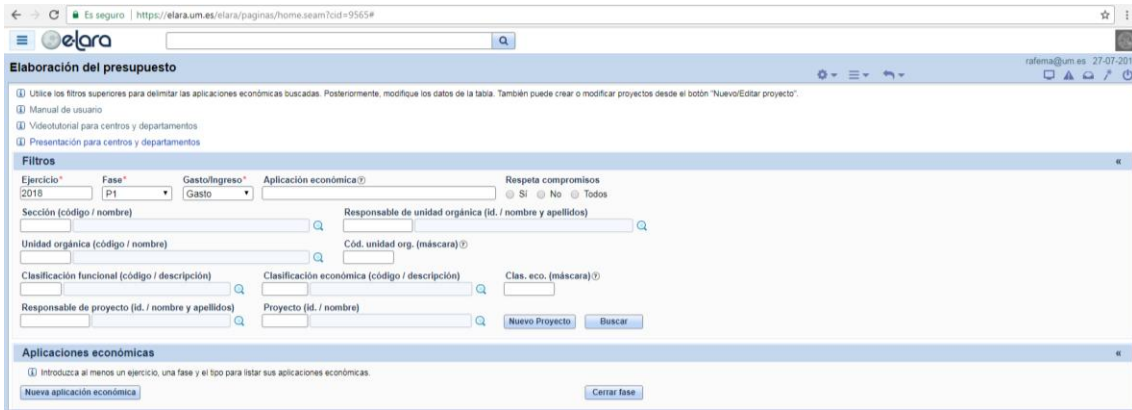 Es seguro | https://elara.um.es/elara/paginas/home.seam?cid=9565#
elara
Elaboración del presupuesto
rafema@um.es 27-07-201
Utilice los filtros superiores para delimitar las aplicaciones económicas buscadas. Posteriormente, modifique los datos de la tabla. También puede crear o modificar proyectos desde el botón "Nuevo/Editar proyecto".
Manual de usuario
Videotutorial para centros y departamentos
Presentación para centros y departamentos
Filtros «
Ejercicio* Fase* Gasto/Ingreso* Aplicación económica Respeta compromisos
2018 P1 Gasto Sí No Todos
Sección (código / nombre) Responsable de unidad orgánica (id. / nombre y apellidos)
Unidad orgánica (código / nombre) Cód. unidad org. (máscara)
Clasificación funcional (código / descripción) Clasificación económica (código / descripción) Clas. eco. (máscara)
Responsable de proyecto (id. / nombre y apellidos) Proyecto (id. / nombre)
Nuevo Proyecto Buscar
Aplicaciones económicas «
Introduzca al menos un ejercicio, una fase y el tipo para listar sus aplicaciones económicas.
Nueva aplicación económica Cerrar fase